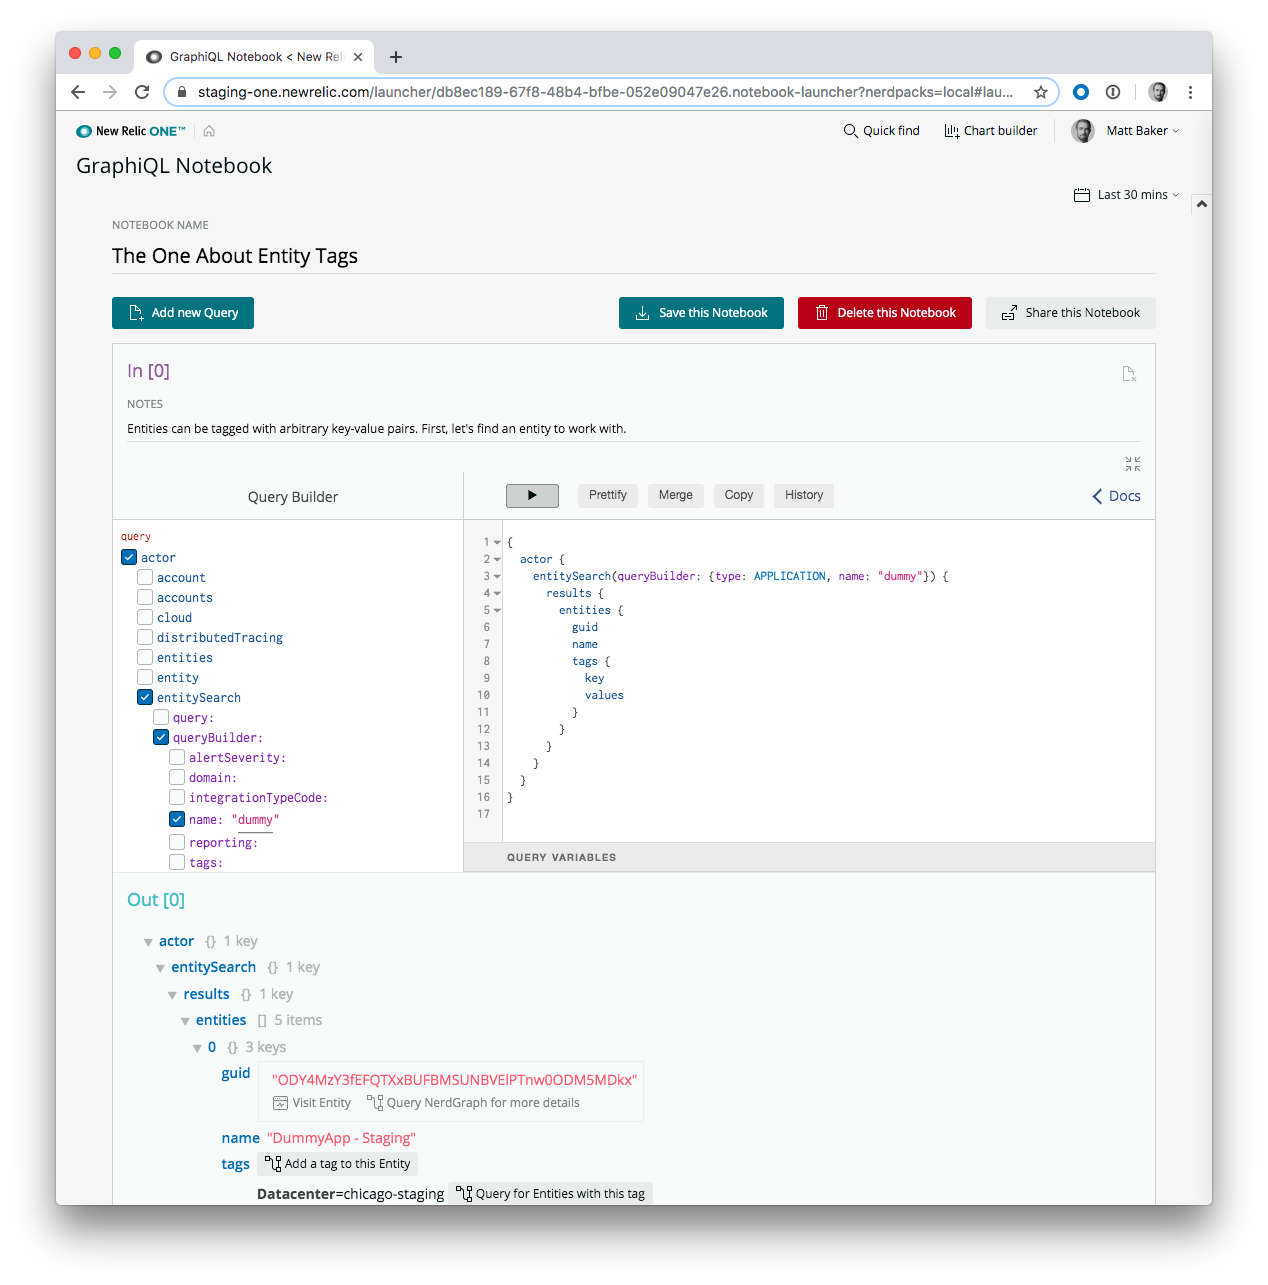 GraphiQL Notebook < New Reli
staging-one.newrelic.com/launcher/db8ec189-67f8-48b4-bfbe-052e09047e26.notebook-launcher?nerdpacks=local#lau...
New Relic ONE™
Quick find
Chart builder
Matt Baker
GraphiQL Notebook
Last 30 mins
NOTEBOOK NAME
The One About Entity Tags
Add new Query
Save this Notebook
Delete this Notebook
Share this Notebook
In [0]
NOTES
Entities can be tagged with arbitrary key-value pairs. First, let's find an entity to work with.
Query Builder
Prettify
Merge
Copy
History
Docs
query
actor
account
accounts
cloud
distributedTracing
entities
entity
entitySearch
query:
queryBuilder:
alertSeverity:
domain:
integrationTypeCode:
name: "dummy"
reporting:
tags:
1 {
2 actor {
3 entitySearch(queryBuilder: {type: APPLICATION, name: "dummy"}) {
4 results {
5 entities {
6 guid
7 name
8 tags {
9 key
10 values
11 }
12 }
13 }
14 }
15 }
16 }
17
QUERY VARIABLES
Out [0]
actor {} 1 key
entitySearch {} 1 key
results {} 1 key
entities [] 5 items
0 {} 3 keys
guid "ODY4MzY3fEFQTXxBUFBMSUNBVElPTnw0ODM5MDkx"
Visit Entity Query NerdGraph for more details
name "DummyApp - Staging"
tags Add a tag to this Entity
Datacenter=chicago-staging Query for Entities with this tag